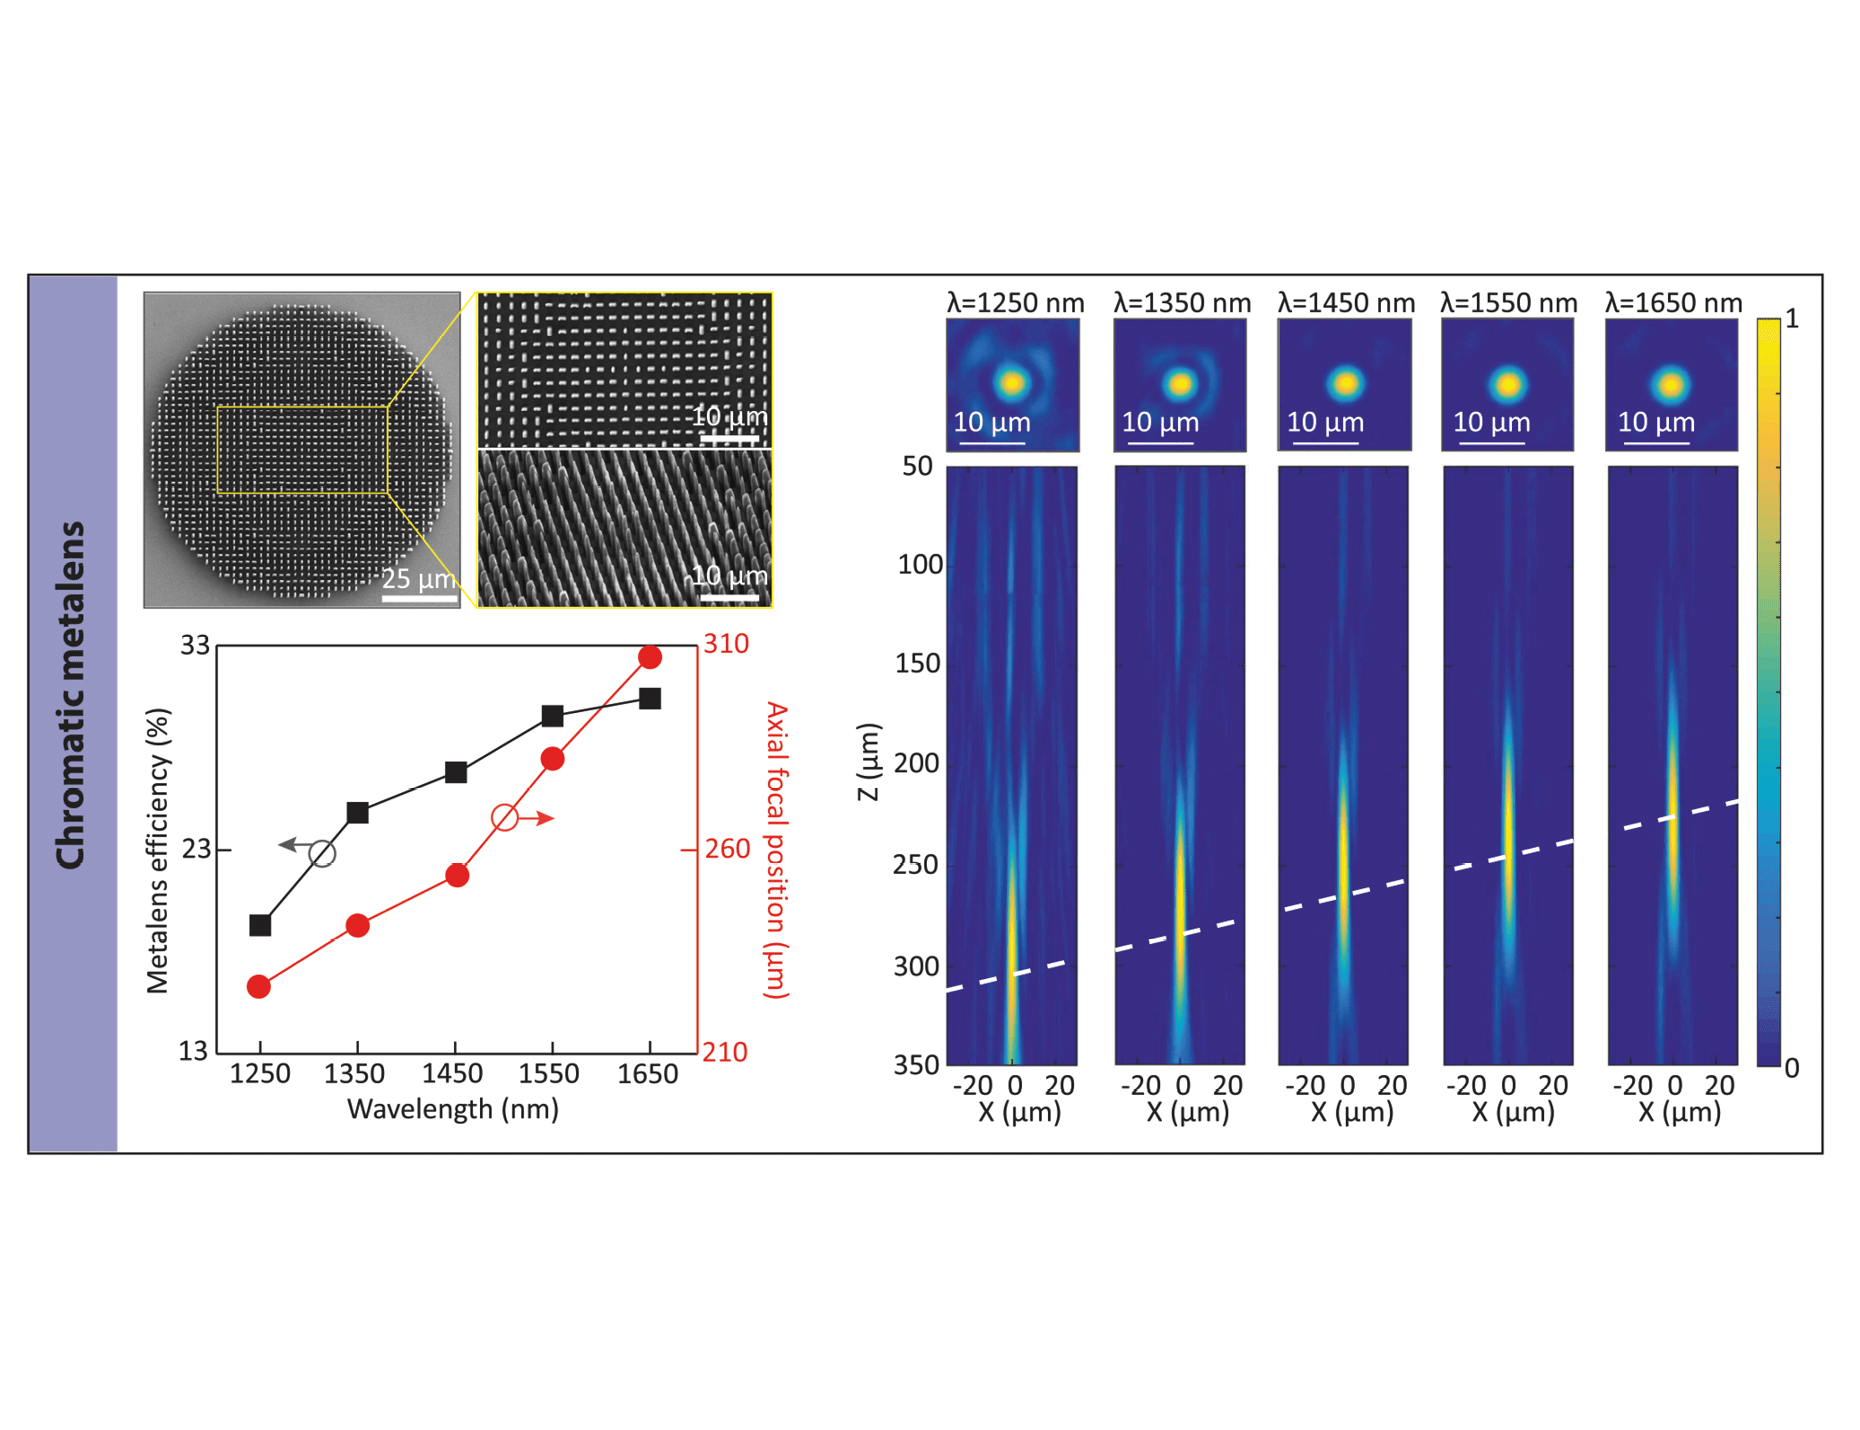 Chromatic metalens
25 μm
10 μm
10 μm
33
23
13
Metalens efficiency (%)
310
260
210
Axial focal position (μm)
1250 1350 1450 1550 1650
Wavelength (nm)
λ=1250 nm λ=1350 nm λ=1450 nm λ=1550 nm λ=1650 nm
10 μm 10 μm 10 μm 10 μm 10 μm
50
100
150
200
250
300
350
Z (μm)
-20 0 20 -20 0 20 -20 0 20 -20 0 20 -20 0 20
X (μm) X (μm) X (μm) X (μm) X (μm)
1
0